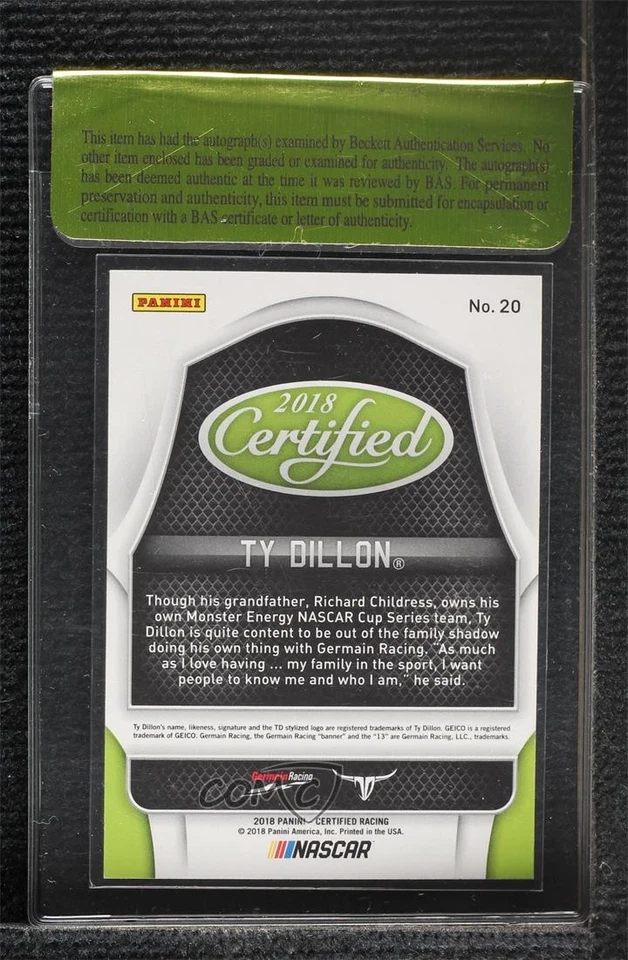 This item has had the autograph(s) examined by Beckett Authentication Services. No
other item enclosed has been graded or examined for authenticity. The autograph(s)
has been deemed authentic at the time it was reviewed by BAS. For permanent
preservation and authenticity, this item must be submitted for encapsulation or
certification with a BAS certificate or letter of authenticity.
PANINI
No. 20
2018
Certified
TY DILLON®
Though his grandfather, Richard Childress, owns his
own Monster Energy NASCAR Cup Series team, Ty
Dillon is quite content to be out of the family shadow
doing his own thing with Germain Racing. “As much
as I love having ... my family in the sport, I want
people to know me and who I am,” he said.
Ty Dillon's name, likeness, signature and the TD stylized logo are registered trademarks of Ty Dillon. GEICO is a registered
trademark of GEICO. Germain Racing, the Germain Racing "banner" and the "13" are Germain Racing, LLC., trademarks.
Germain Racing
COMC
2018 PANINI - CERTIFIED RACING
© 2018 Panini America, Inc. Printed in the USA.
NASCAR